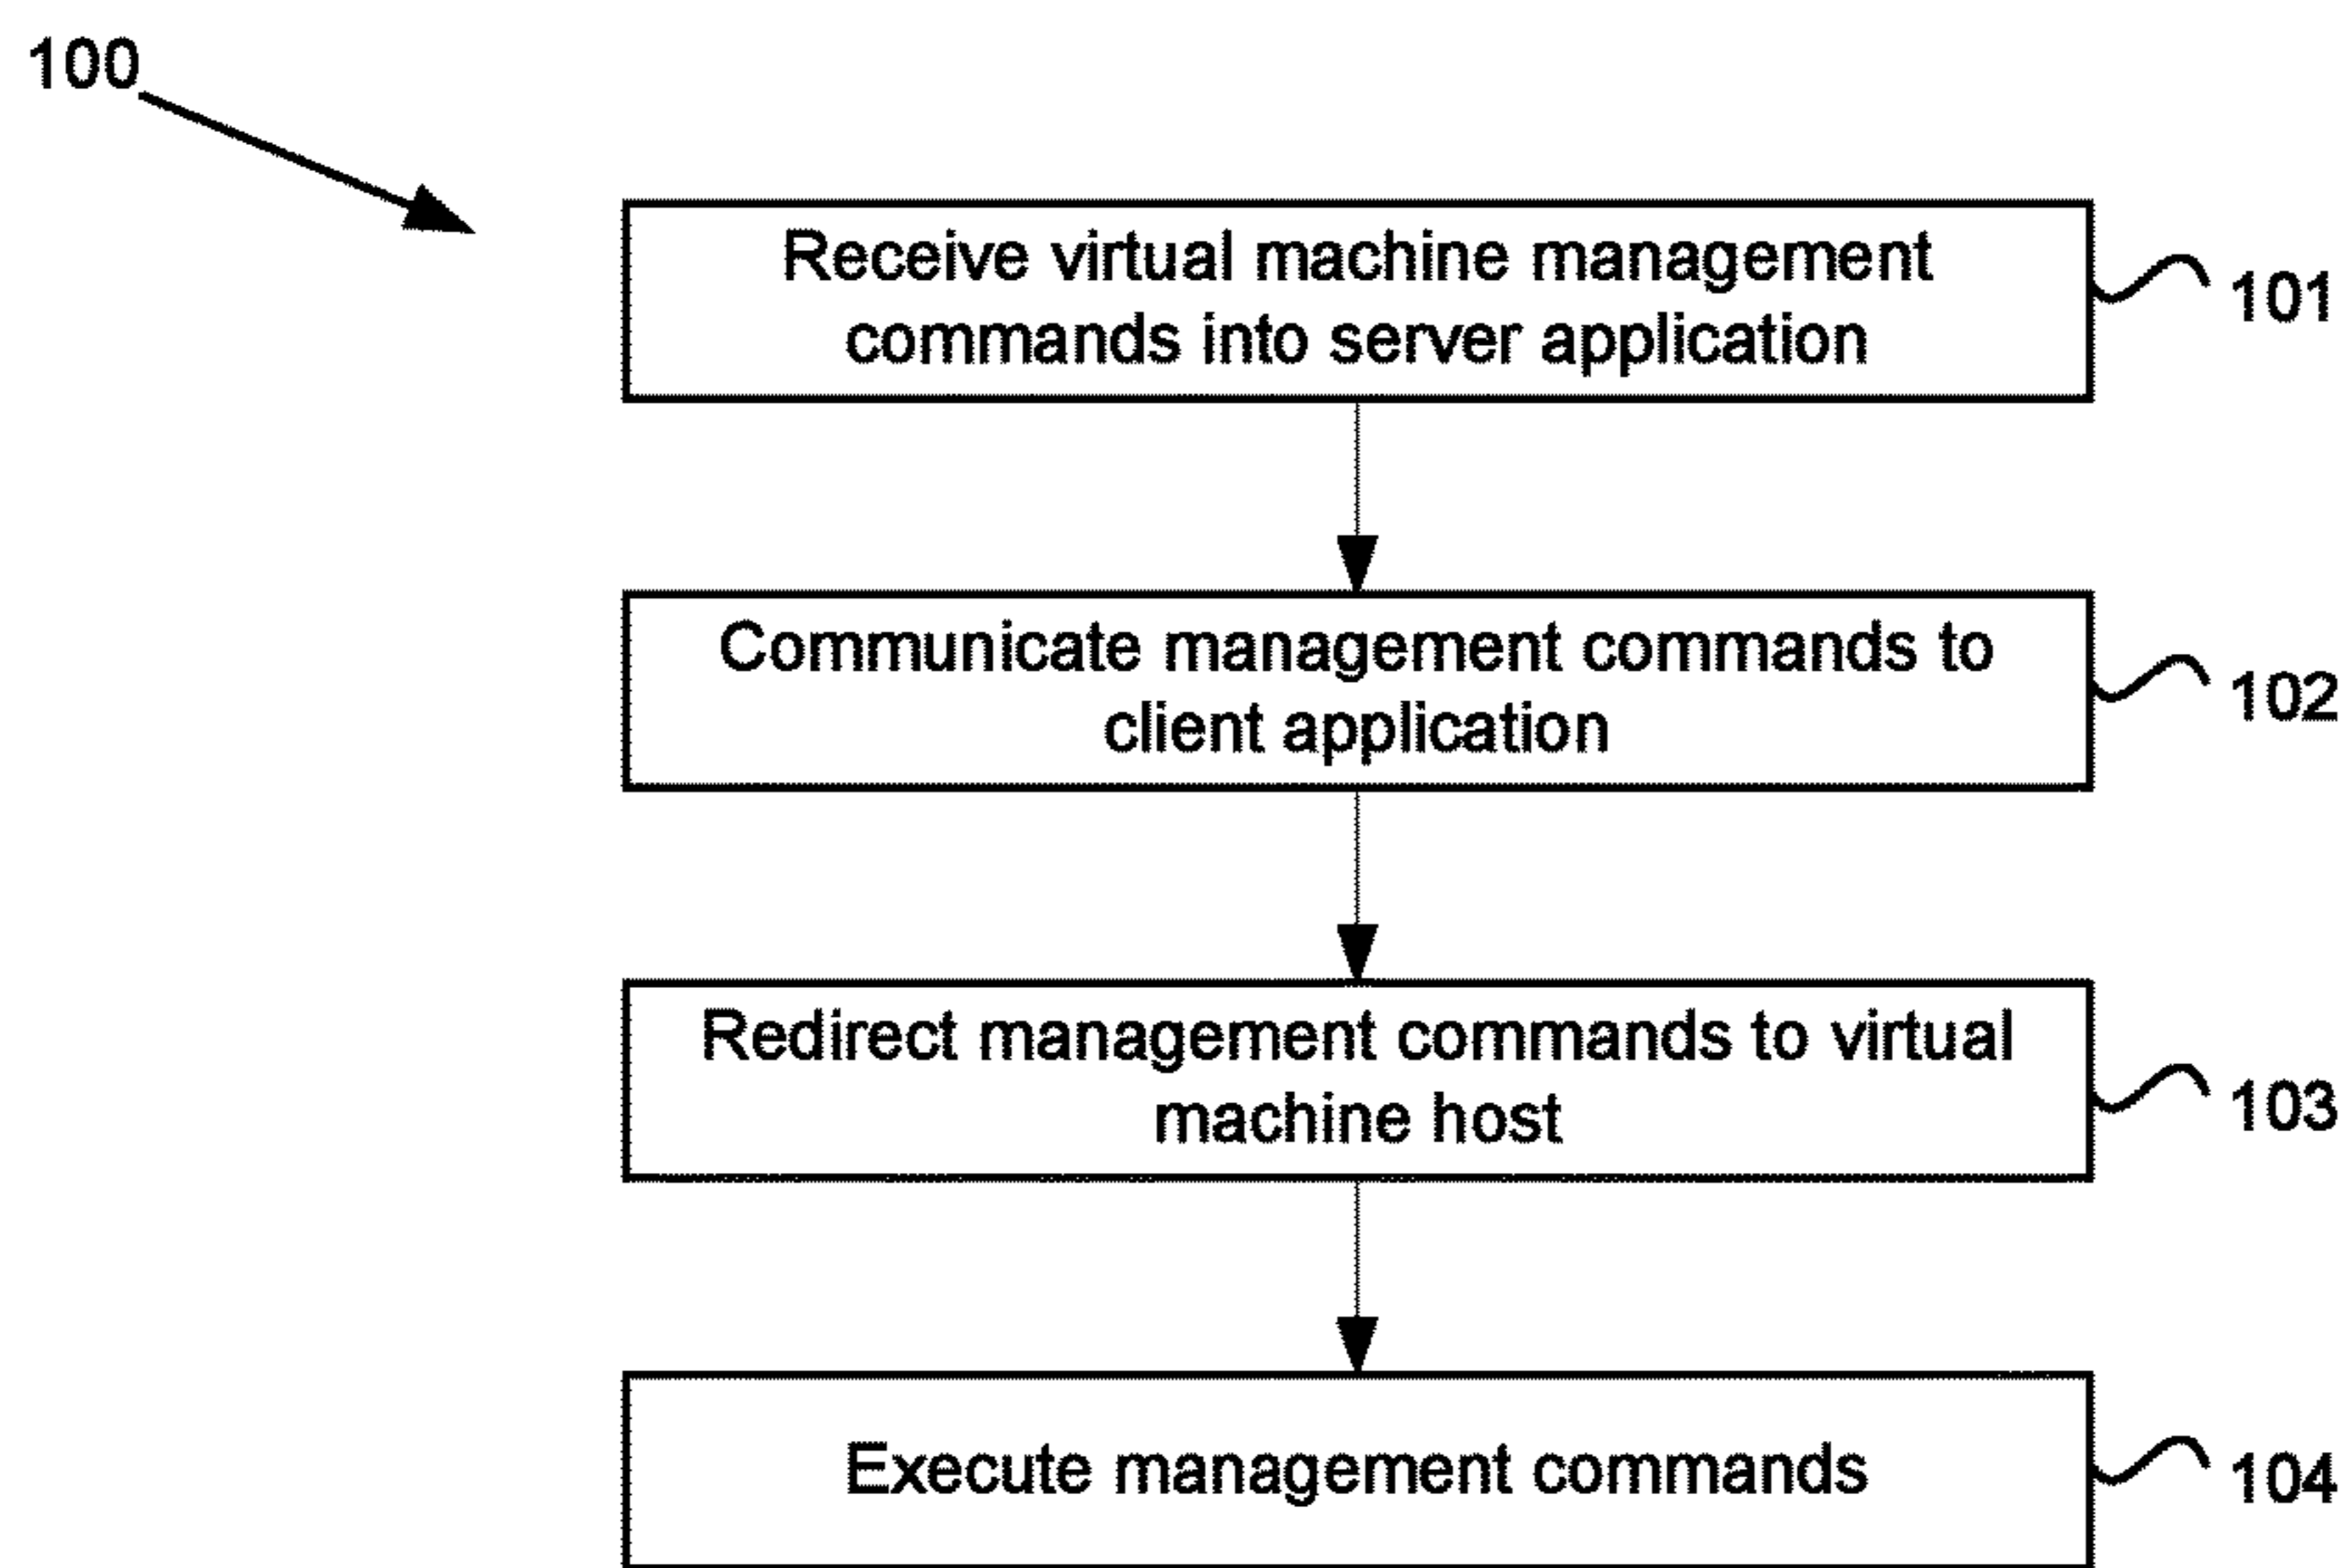 100
Receive virtual machine management
commands into server application
101
Communicate management commands to
client application
102
Redirect management commands to virtual
machine host
103
Execute management commands
104